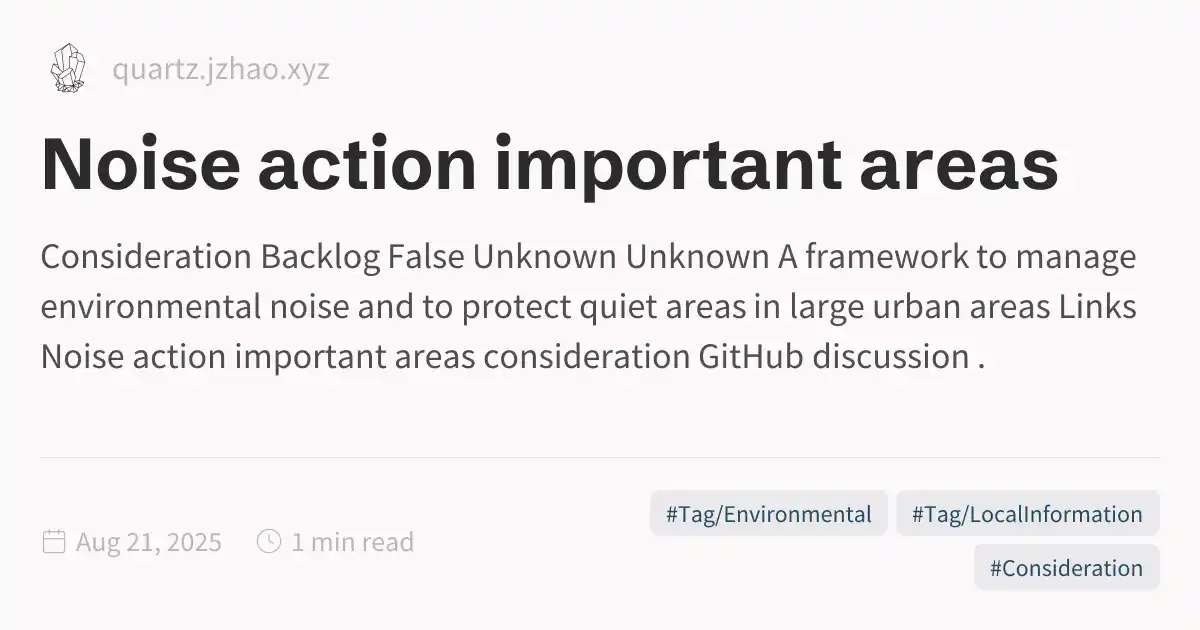 quartz.jzhao.xyz
Noise action important areas
Consideration Backlog False Unknown Unknown A framework to manage
environmental noise and to protect quiet areas in large urban areas Links
Noise action important areas consideration GitHub discussion .
Aug 21, 2025
1 min read
#Tag/Environmental
#Tag/LocalInformation
#Consideration